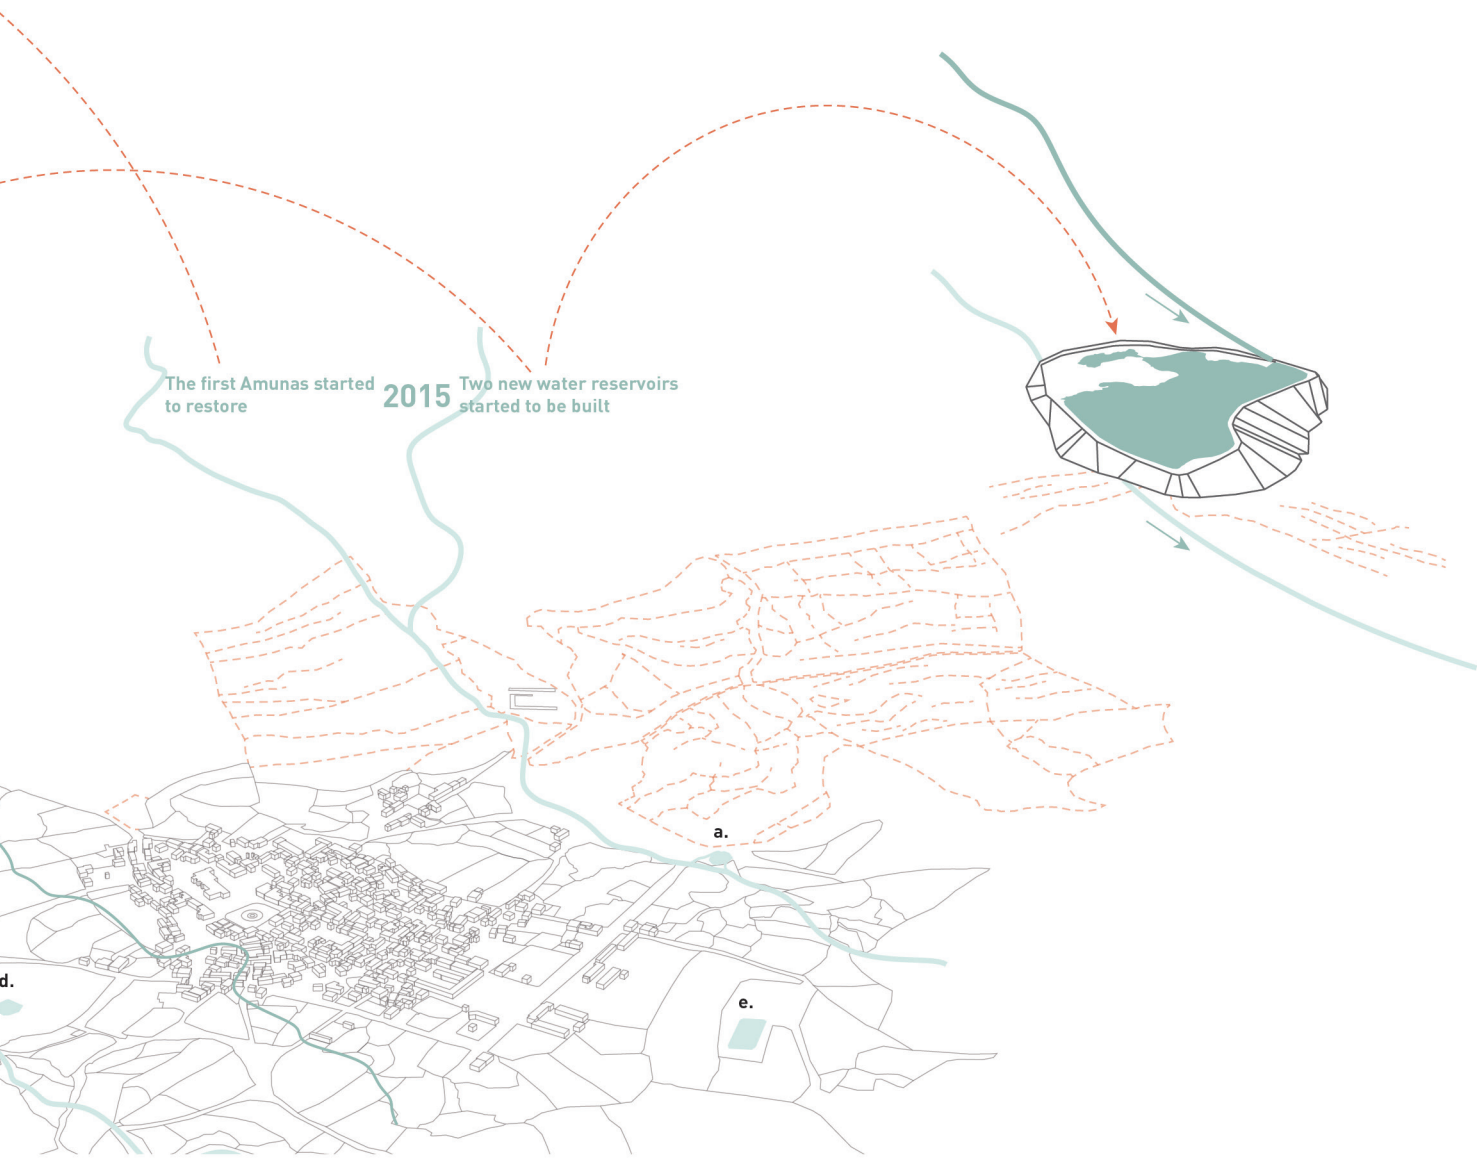 The first Amunas started
to restore
2015
Two new water reservoirs
started to be built
a.
d.
e.